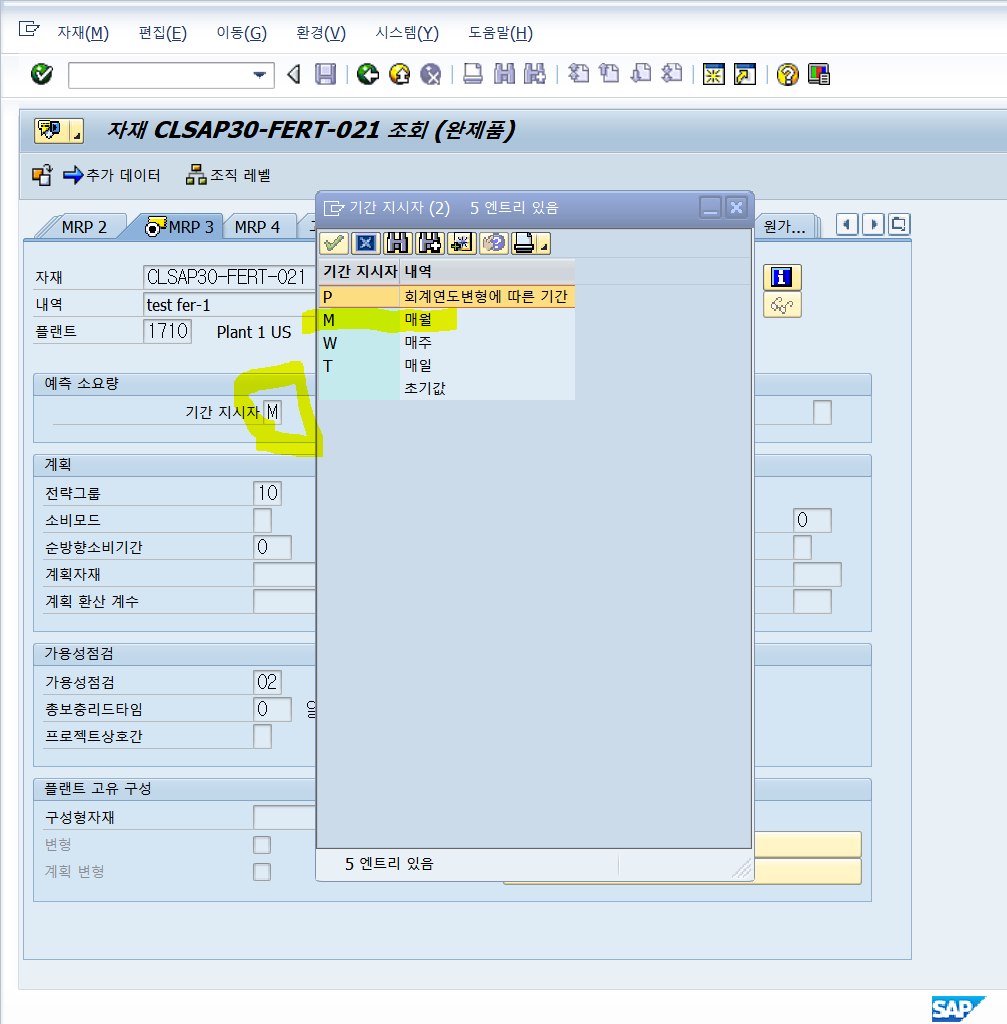 자재(M) 편집(E) 이동(G) 환경(V) 시스템(Y) 도움말(H)
자재 CLSAP30-FERT-021 조회 (완제품)
추가 데이터 조직 레벨
MRP 2 MRP 3 MRP 4 원가...
기간 지시자 (2) 5 엔트리 있음
기간 지시자 내역
P 회계연도변형에 따른 기간
M 매월
W 매주
T 매일
초기값
5 엔트리 있음
자재 CLSAP30-FERT-021
내역 test fer-1
플랜트 1710 Plant 1 US
예측 소요량
기간 지시자 M
계획
전략그룹 10
소비모드 0
순방향소비기간 0
계획자재
계획 환산 계수
가용성점검
가용성점검 02
총보충리드타임 0
프로젝트상호간
플랜트 고유 구성
구성형자재
변형
계획 변형
SAP